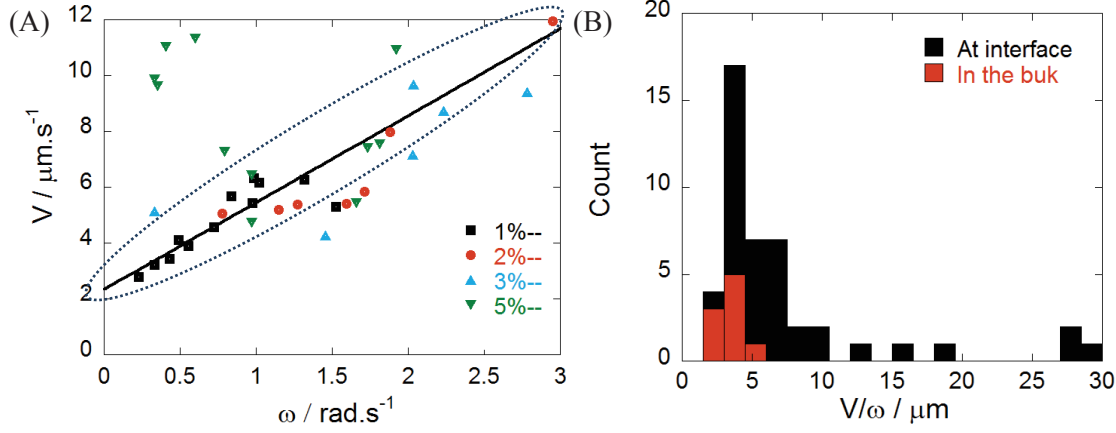 (A)
12
10
8
6
4
2
0
V / μm.s⁻¹
0 0.5 1 1.5 2 2.5 3
ω / rad.s⁻¹
1%--
2%--
3%--
5%--
(B)
20
15
10
5
0
Count
At interface
In the buk
0 5 10 15 20 25 30
V/ω / μm